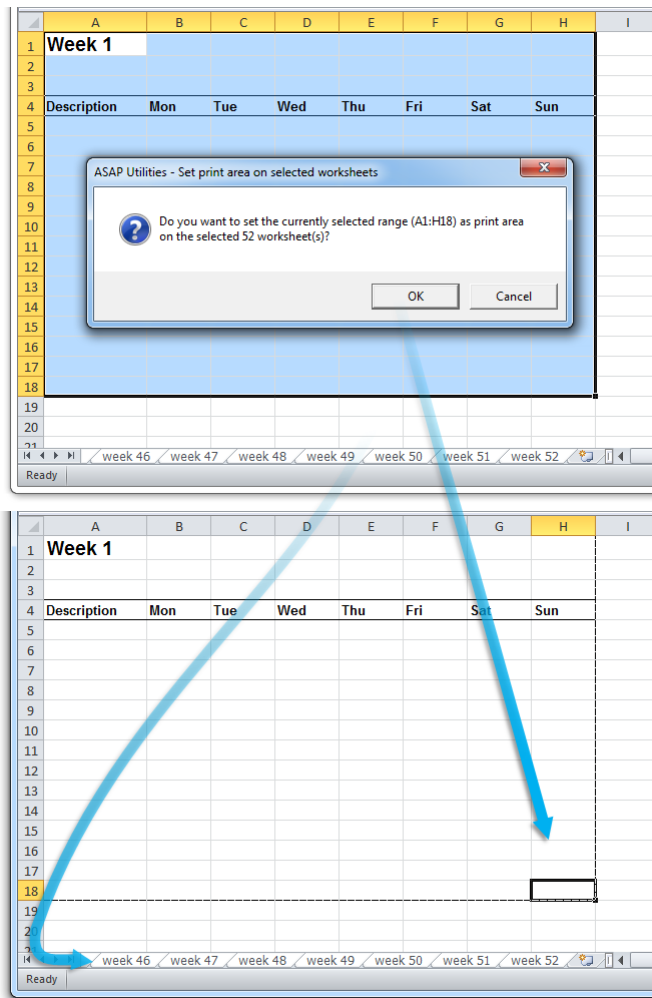 A B C D E F G H I
1 Week 1
2
3
4 Description Mon Tue Wed Thu Fri Sat Sun
5
6
7
ASAP Utilities - Set print area on selected worksheets
8
9
Do you want to set the currently selected range (A1:H18) as print area
10
on the selected 52 worksheet(s)?
11
12
13
OK Cancel
14
15
16
17
18
19
20
21
week 46 week 47 week 48 week 49 week 50 week 51 week 52
Ready
A B C D E F G H I
1 Week 1
2
3
4 Description Mon Tue Wed Thu Fri Sat Sun
5
6
7
8
9
10
11
12
13
14
15
16
17
18
19
20
week 46 week 47 week 48 week 49 week 50 week 51 week 52
Ready